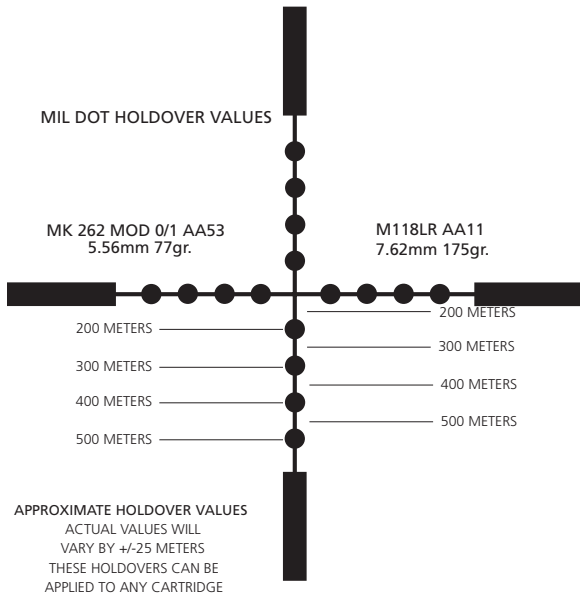 MIL DOT HOLDOVER VALUES
MK 262 MOD 0/1 AA53
5.56mm 77gr.
M118LR AA11
7.62mm 175gr.
200 METERS
300 METERS
400 METERS
500 METERS
200 METERS
300 METERS
400 METERS
500 METERS
APPROXIMATE HOLDOVER VALUES
ACTUAL VALUES WILL
VARY BY +/-25 METERS
THESE HOLDOVERS CAN BE
APPLIED TO ANY CARTRIDGE